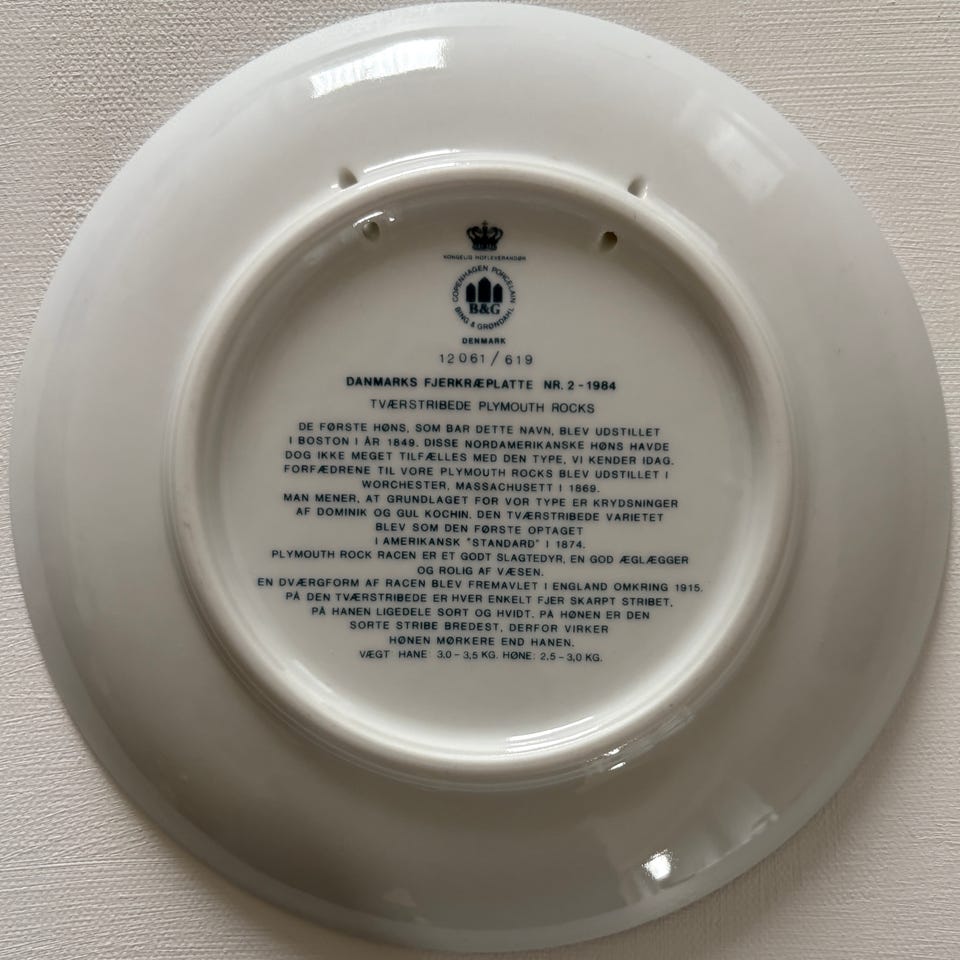 KONGELIG HOFLEVERANDØR
COPENHAGEN PORCELAIN
B&G
BING & GRØNDAHL
DENMARK
12061/619
DANMARKS FJERKRÆPLATTE NR. 2-1984
TVÆRSTRIBEDE PLYMOUTH ROCKS
DE FØRSTE HØNS, SOM BAR DETTE NAVN, BLEV UDSTILLET
I BOSTON I ÅR 1849. DISSE NORDAMERIKANSKE HØNS HAVDE
DOG IKKE MEGET TILFÆLLES MED DEN TYPE, VI KENDER IDAG.
FORFÆDRENE TIL VORE PLYMOUTH ROCKS BLEV UDSTILLET I
WORCHESTER, MASSACHUSETT I 1869.
MAN MENER, AT GRUNDLAGET FOR VOR TYPE ER KRYDSNINGER
AF DOMINIK OG GUL KOCHIN. DEN TVÆRSTRIBEDE VARIETET
BLEV SOM DEN FØRSTE OPTAGET
I AMERIKANSK "STANDARD" I 1874.
PLYMOUTH ROCK RACEN ER ET GODT SLAGTEDYR, EN GOD ÆGLÆGGER
OG ROLIG AF VÆSEN.
EN DVÆRGFORM AF RACEN BLEV FREMAVLET I ENGLAND OMKRING 1915.
PÅ DEN TVÆRSTRIBEDE ER HVER ENKELT FJER SKARPT STRIBET,
PÅ HANEN LIGEDELE SORT OG HVIDT. PÅ HØNEN ER DEN
SORTE STRIBE BREDEST, DERFOR VIRKER
HØNEN MØRKERE END HANEN.
VÆGT HANE: 3.0-3,5 KG. HØNE: 2,5-3,0 KG.